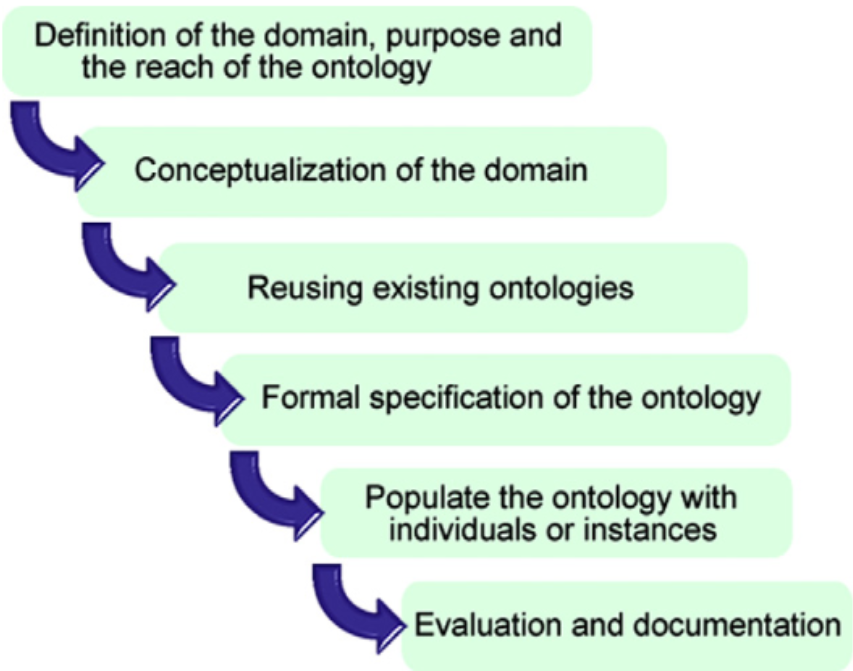 Definition of the domain, purpose and
the reach of the ontology
Conceptualization of the domain
Reusing existing ontologies
Formal specification of the ontology
Populate the ontology with
individuals or instances
Evaluation and documentation